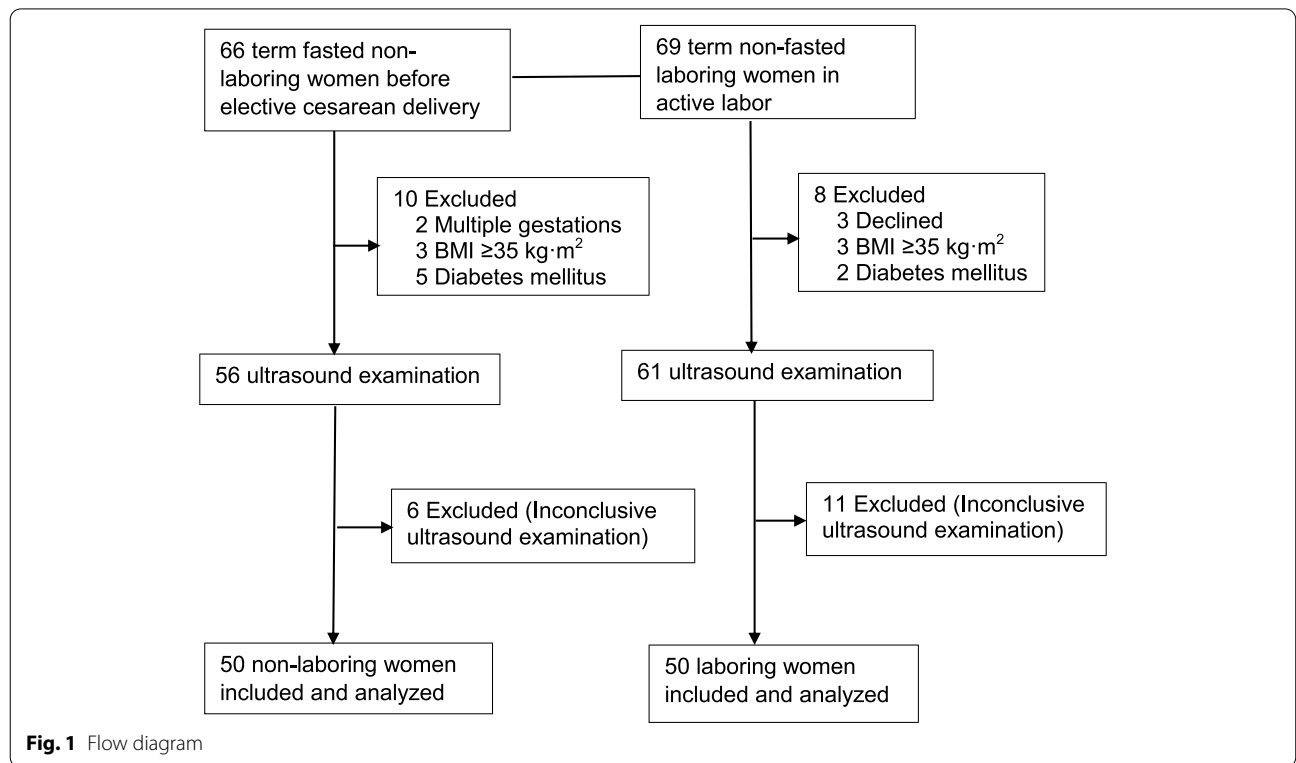 66 term fasted non-
laboring women before
elective cesarean delivery
69 term non-fasted
laboring women in
active labor
10 Excluded
2 Multiple gestations
3 BMI ≥35 kg·m²
5 Diabetes mellitus
8 Excluded
3 Declined
3 BMI ≥35 kg·m²
2 Diabetes mellitus
56 ultrasound examination
61 ultrasound examination
6 Excluded (Inconclusive
ultrasound examination)
11 Excluded (Inconclusive
ultrasound examination)
50 non-laboring women
included and analyzed
50 laboring women
included and analyzed
Fig. 1 Flow diagram